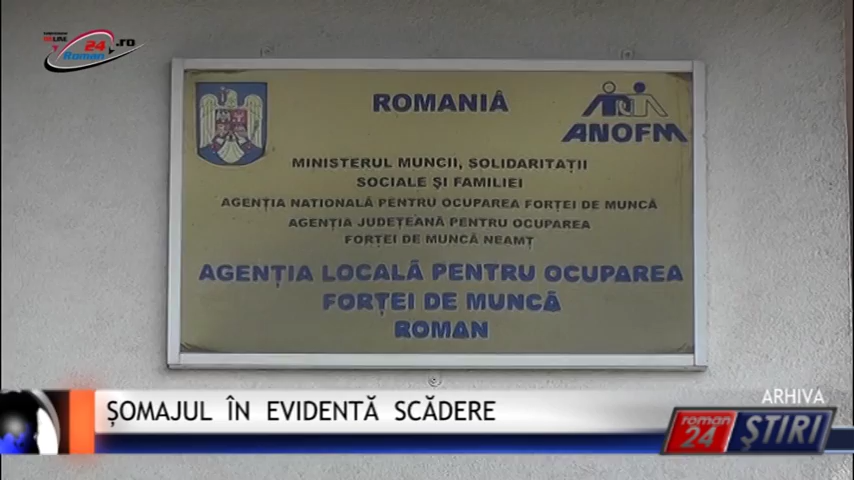 24.ro
Roman
ROMANIA
ANOFM
MINISTERUL MUNCII, SOLIDARITAȚII
SOCIALE ȘI FAMILIEI
AGENȚIA NATIONALĂ PENTRU OCUPAREA FORȚEI DE MUNCĂ
AGENȚIA JUDEȚEANĂ PENTRU OCUPAREA
FORȚEI DE MUNCĂ NEAMȚ
AGENȚIA LOCALĂ PENTRU OCUPAREA
FORȚEI DE MUNCĂ
ROMAN
ARHIVA
ȘOMAJUL ÎN EVIDENTĂ SCĂDERE
roman
24 ȘTIRI